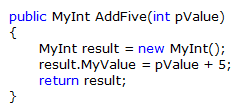 public MyInt AddFive(int pValue)
{
      MyInt result = new MyInt();
      result.MyValue = pValue + 5;
      return result;
}